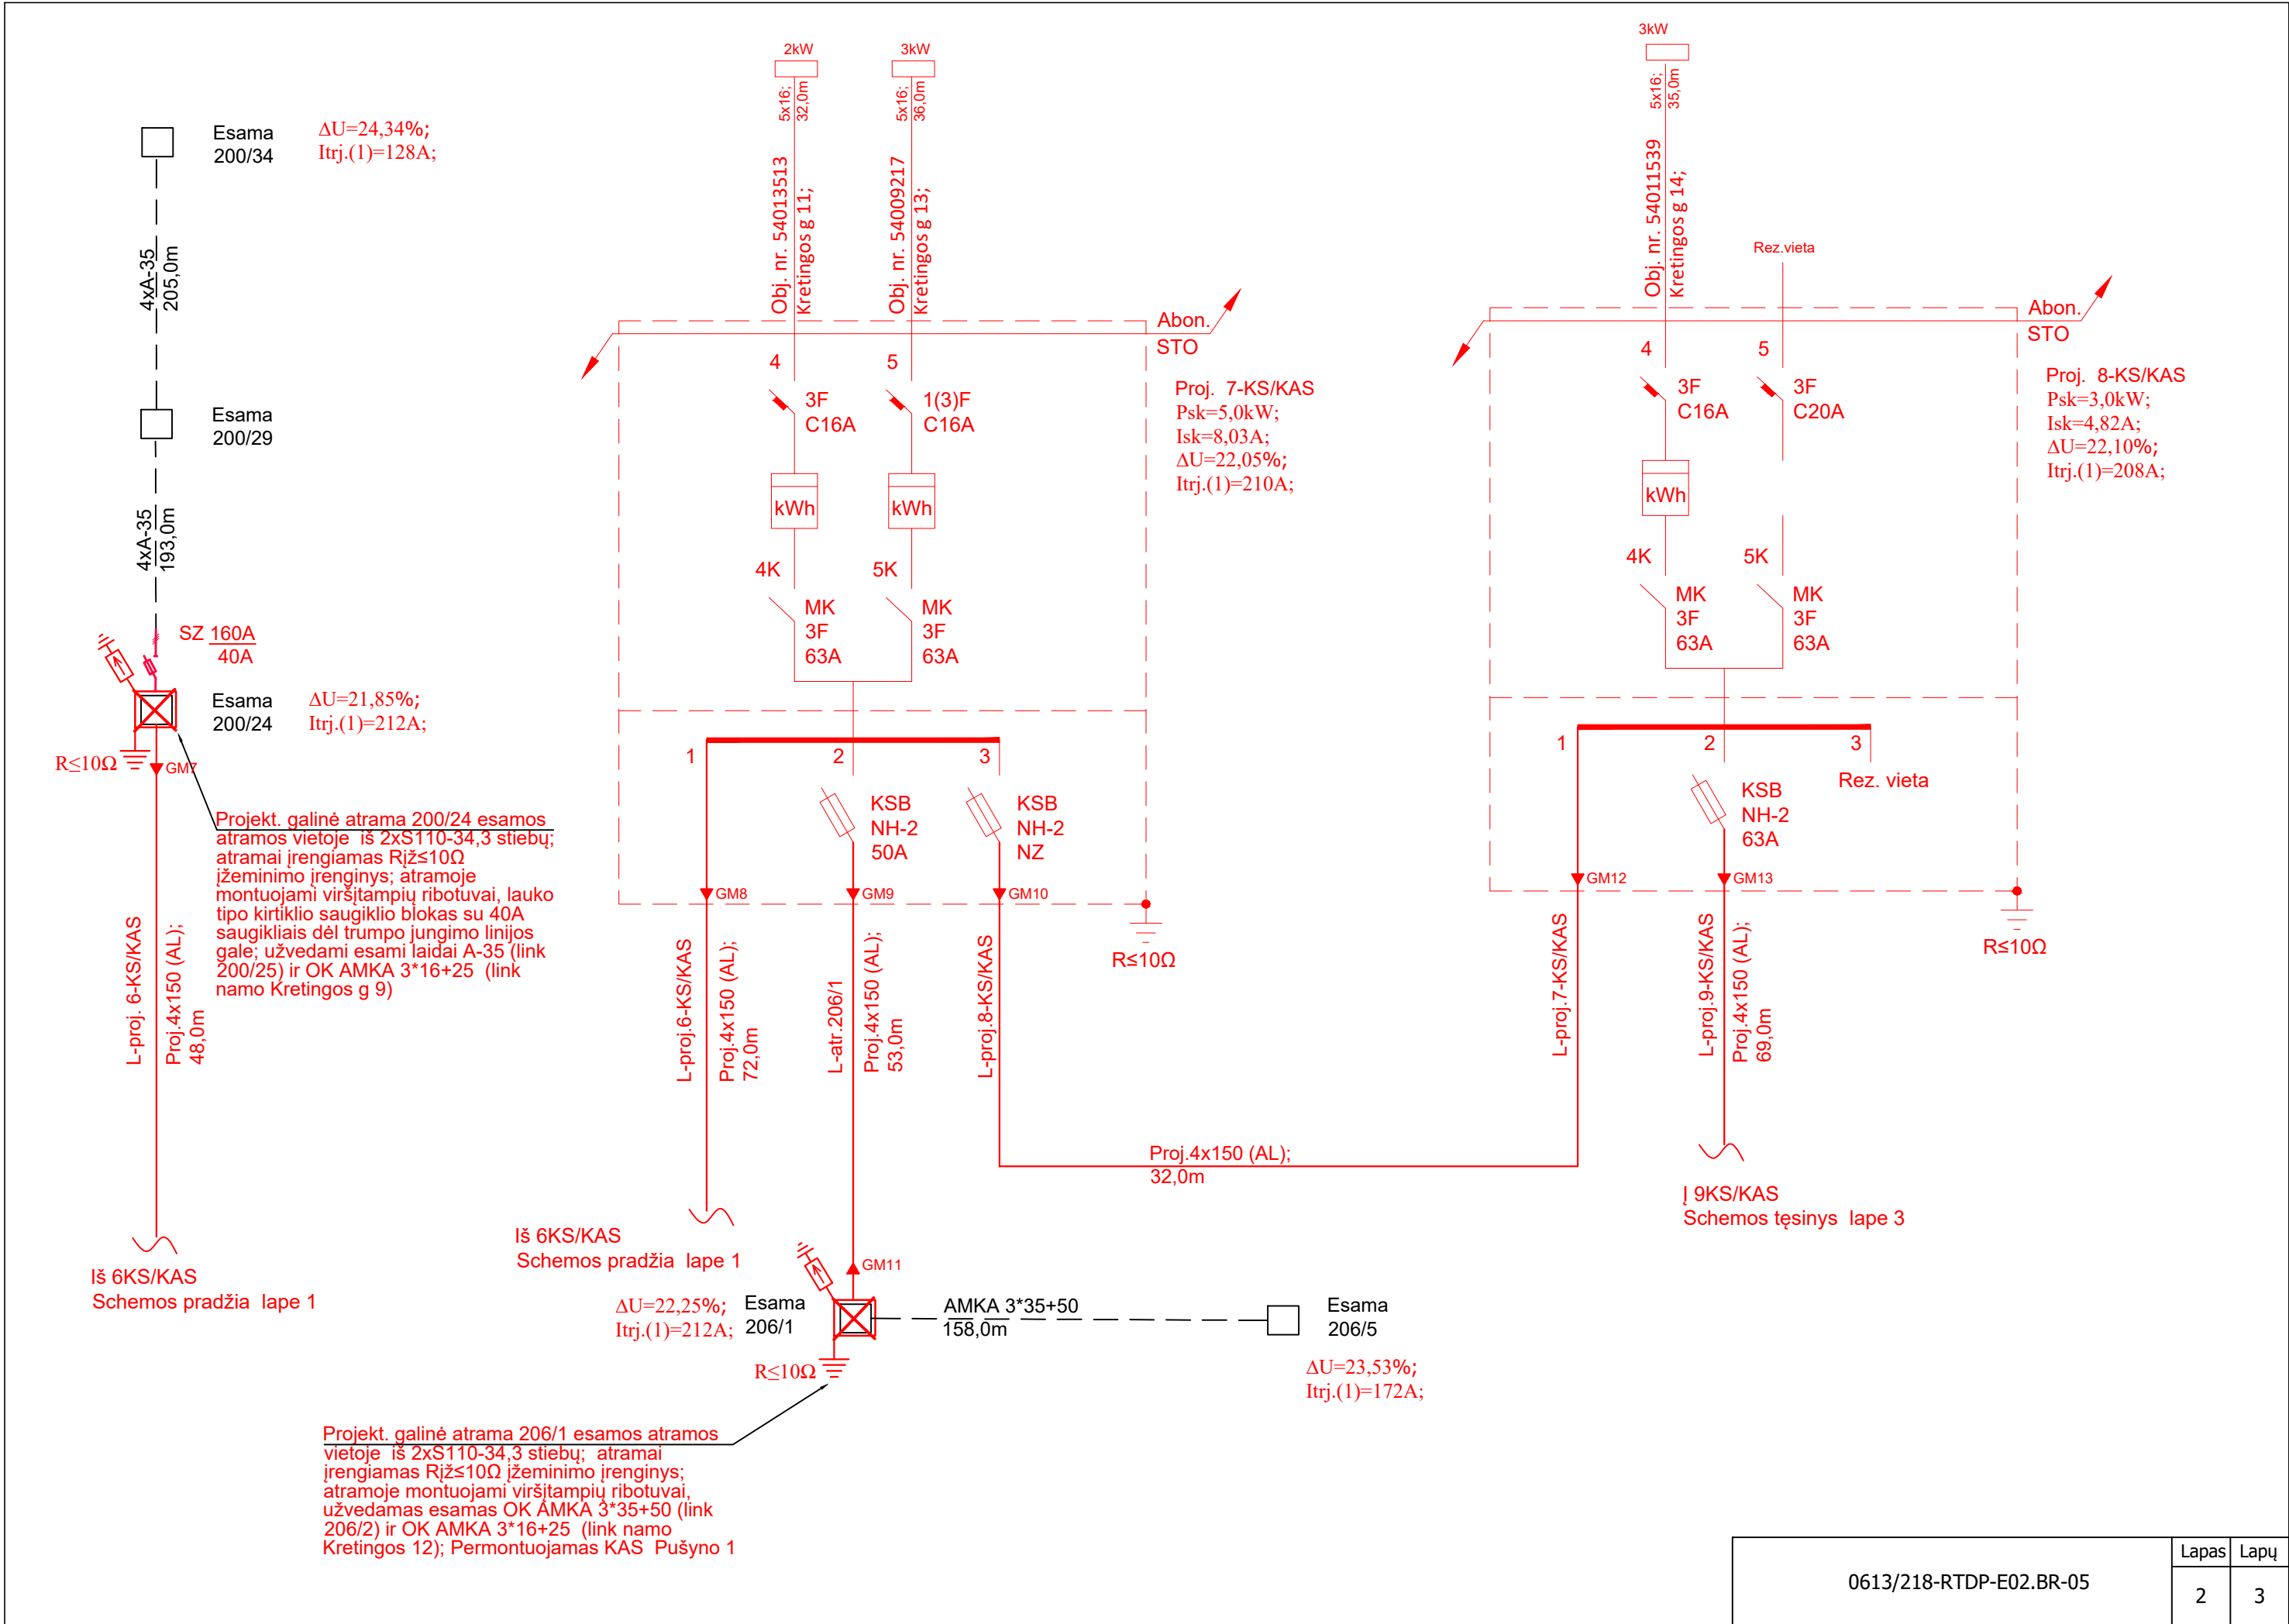 Esama
200/34
ΔU=24,34%;
Itrj.(1)=128A;
4xA-35
205,0m
Esama
200/29
4xA-35
193,0m
SZ 160A
40A
Esama
200/24
ΔU=21,85%;
Itrj.(1)=212A;
R≤10Ω
GM7
Projekt. galinė atrama 200/24 esamos
atramos vietoje iš 2xS110-34,3 stiebų;
atramai įrengiamas Rįž≤10Ω
įžeminimo įrenginys; atramoje
montuojami viršįtampių ribotuvai, lauko
tipo kirtiklio saugiklio blokas su 40A
saugikliais dėl trumpo jungimo linijos
gale; užvedami esami laidai A-35 (link
200/25) ir OK AMKA 3*16+25 (link
namo Kretingos g 9)
L-proj. 6-KS/KAS
Proj.4x150 (AL);
48,0m
Iš 6KS/KAS
Schemos pradžia lape 1
2kW
5x16;
32,0m
Obj. nr. 54013513
Kretingos g 11;
3kW
5x16;
36,0m
Obj. nr. 54009217
Kretingos g 13;
Abon.
STO
Proj. 7-KS/KAS
Psk=5,0kW;
Isk=8,03A;
ΔU=22,05%;
Itrj.(1)=210A;
4
3F
C16A
5
1(3)F
C16A
kWh
kWh
4K
MK
3F
63A
5K
MK
3F
63A
1
2
3
KSB
NH-2
50A
KSB
NH-2
NZ
GM8
GM9
GM10
R≤10Ω
L-proj.6-KS/KAS
Proj.4x150 (AL);
72,0m
L-atr.206/1
Proj.4x150 (AL);
53,0m
L-proj.8-KS/KAS
Proj.4x150 (AL);
32,0m
Iš 6KS/KAS
Schemos pradžia lape 1
GM11
ΔU=22,25%;
Itrj.(1)=212A;
Esama
206/1
R≤10Ω
AMKA 3*35+50
158,0m
Esama
206/5
ΔU=23,53%;
Itrj.(1)=172A;
Projekt. galinė atrama 206/1 esamos atramos
vietoje iš 2xS110-34,3 stiebų; atramai
įrengiamas Rįž≤10Ω įžeminimo įrenginys;
atramoje montuojami viršįtampių ribotuvai,
užvedamas esamas OK AMKA 3*35+50 (link
206/2) ir OK AMKA 3*16+25 (link namo
Kretingos 12); Permontuojamas KAS Pušyno 1
3kW
5x16;
35,0m
Obj. nr. 54011539
Kretingos g 14;
Rez.vieta
Abon.
STO
Proj. 8-KS/KAS
Psk=3,0kW;
Isk=4,82A;
ΔU=22,10%;
Itrj.(1)=208A;
4
3F
C16A
5
3F
C20A
kWh
4K
MK
3F
63A
5K
MK
3F
63A
1
2
3
Rez. vieta
KSB
NH-2
63A
GM12
GM13
R≤10Ω
L-proj.7-KS/KAS
L-proj.9-KS/KAS
Proj.4x150 (AL);
69,0m
Į 9KS/KAS
Schemos tęsinys lape 3
0613/218-RTDP-E02.BR-05
Lapas
Lapų
2
3